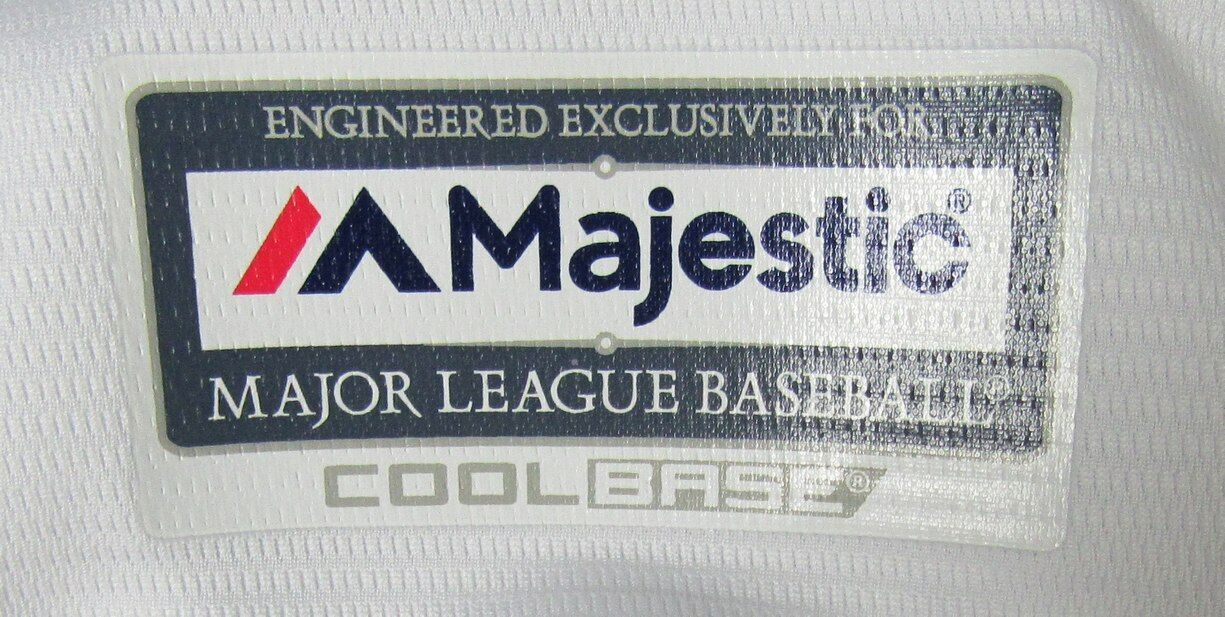 ENGINEERED EXCLUSIVELY FOR
Majestic®
MAJOR LEAGUE BASEBALL®
COOLBASE®